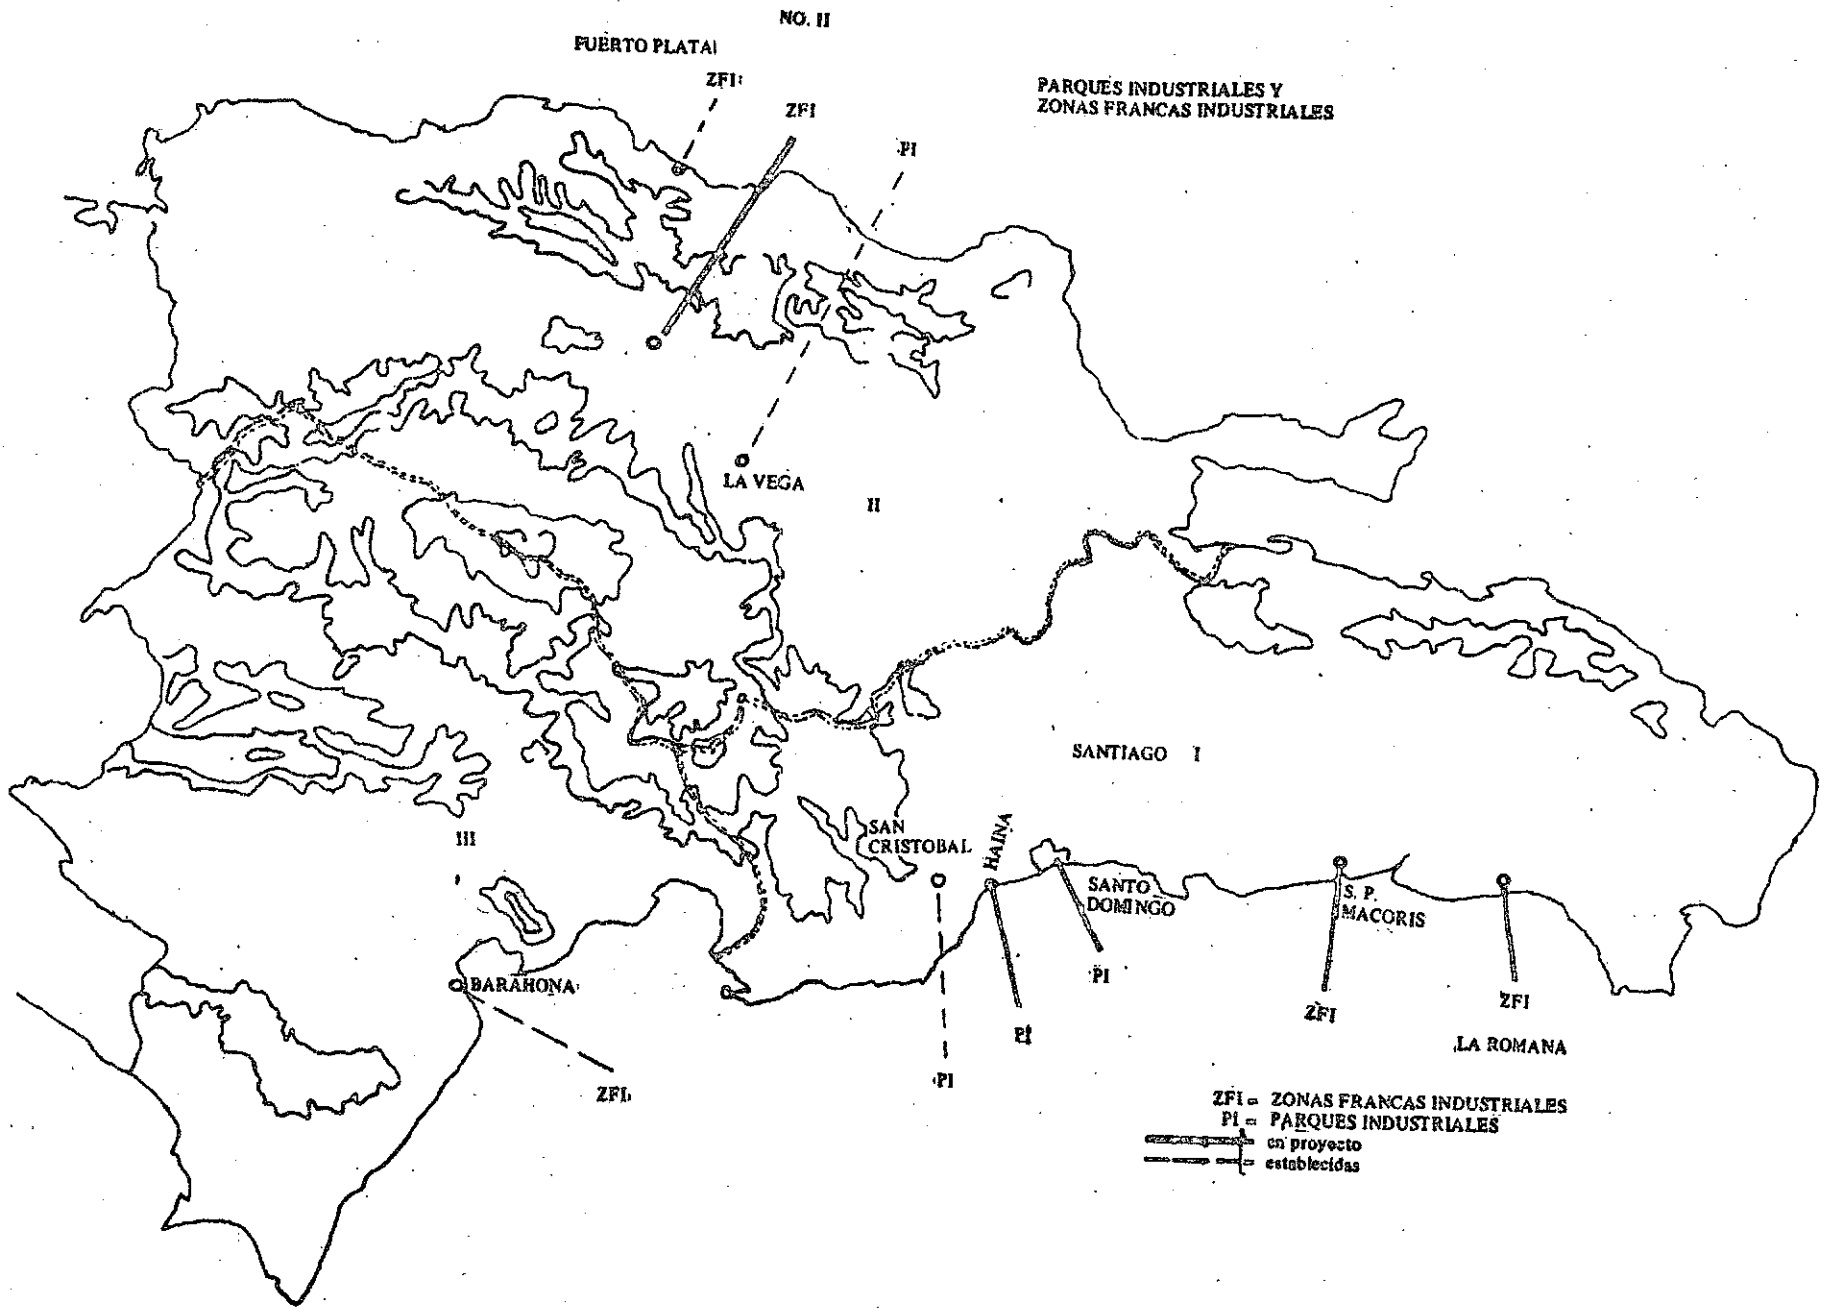 NO. II
PUERTO PLATA
ZFI
ZFI
PI
PARQUES INDUSTRIALES Y
ZONAS FRANCAS INDUSTRIALES
LA VEGA
II
SANTIAGO I
III
SAN
CRISTOBAL
HAINA
SANTO
DOMINGO
S. P.
MACORIS
BARAHONA
ZFI
PI
PI
PI
ZFI
ZFI
LA ROMANA
ZFI = ZONAS FRANCAS INDUSTRIALES
PI = PARQUES INDUSTRIALES
en proyecto
establecidas